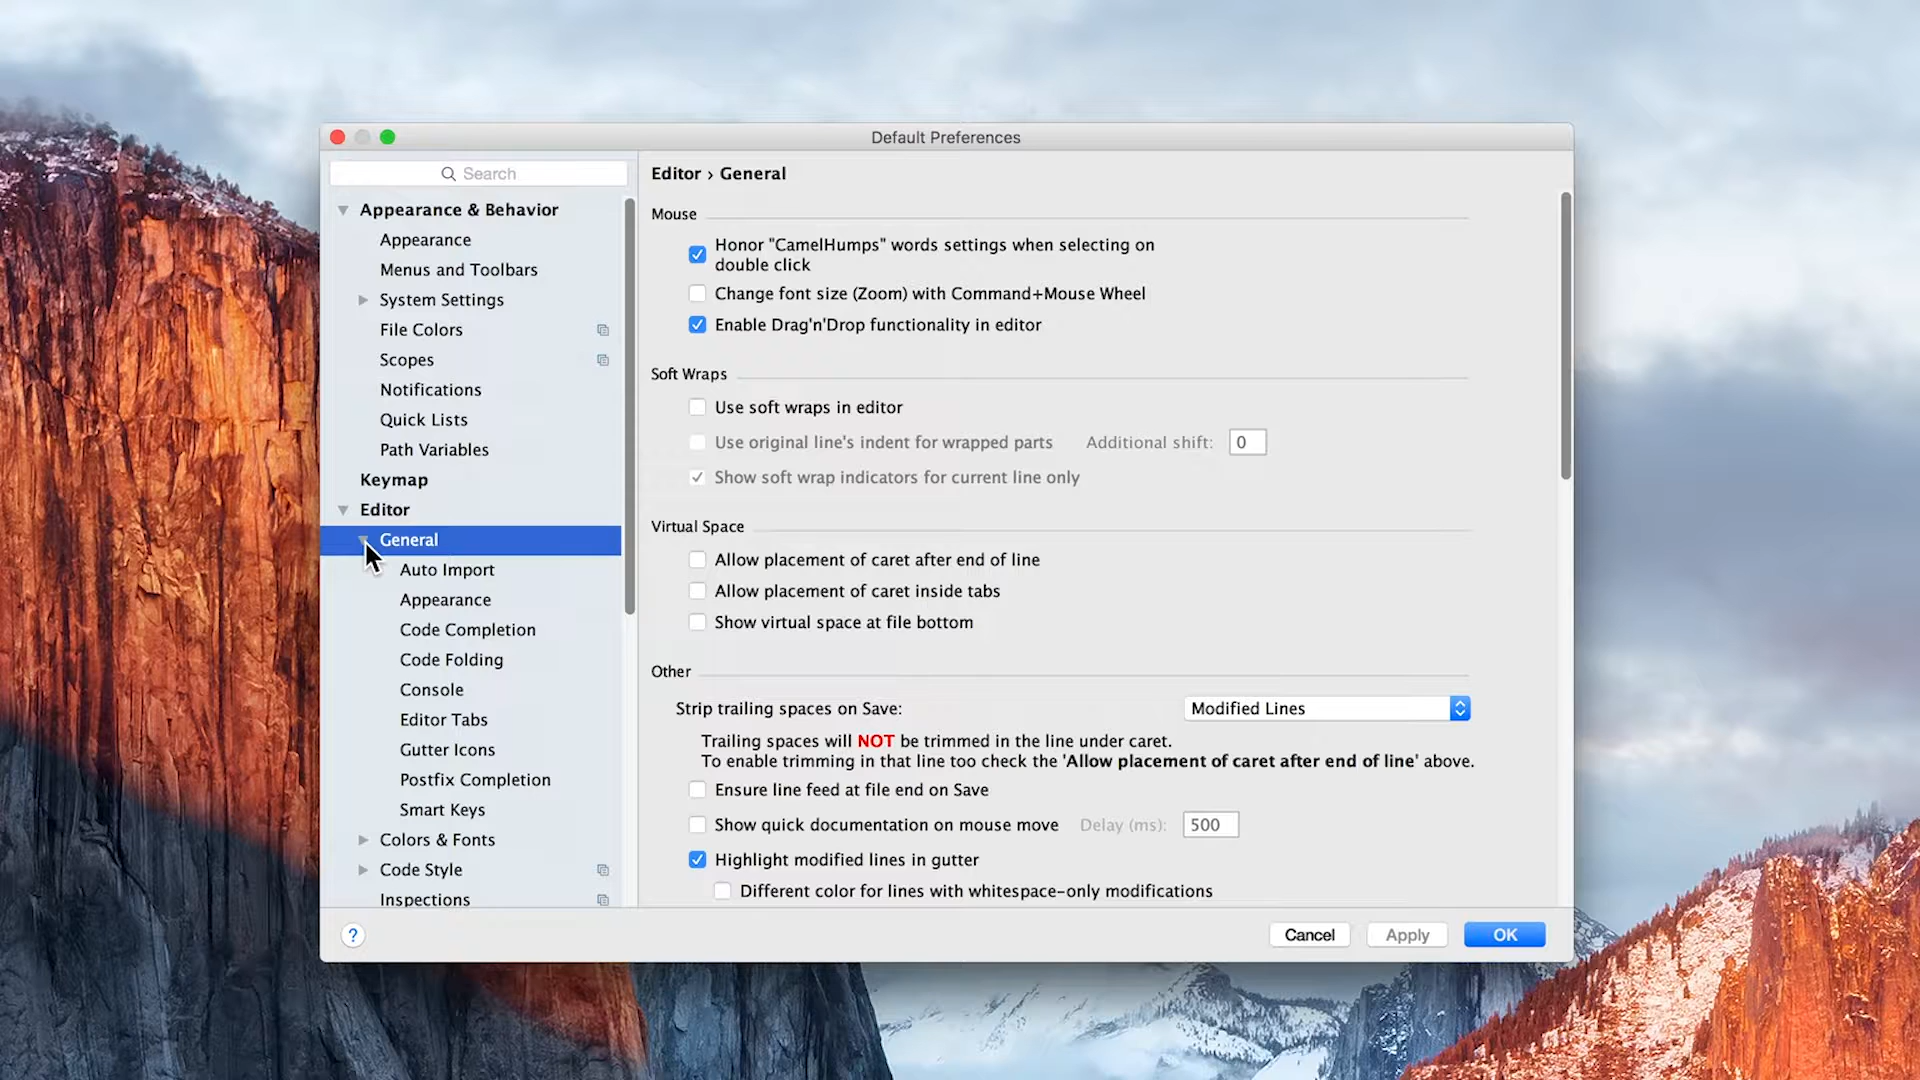 Default Preferences
Search
Appearance & Behavior
Appearance
Menus and Toolbars
System Settings
File Colors
Scopes
Notifications
Quick Lists
Path Variables
Keymap
Editor
General
Auto Import
Appearance
Code Completion
Code Folding
Console
Editor Tabs
Gutter Icons
Postfix Completion
Smart Keys
Colors & Fonts
Code Style
Inspections
Editor › General
Mouse
Honor "CamelHumps" words settings when selecting on
double click
Change font size (Zoom) with Command+Mouse Wheel
Enable Drag'n'Drop functionality in editor
Soft Wraps
Use soft wraps in editor
Use original line's indent for wrapped parts Additional shift: 0
Show soft wrap indicators for current line only
Virtual Space
Allow placement of caret after end of line
Allow placement of caret inside tabs
Show virtual space at file bottom
Other
Strip trailing spaces on Save: Modified Lines
Trailing spaces will NOT be trimmed in the line under caret.
To enable trimming in that line too check the 'Allow placement of caret after end of line' above.
Ensure line feed at file end on Save
Show quick documentation on mouse move Delay (ms): 500
Highlight modified lines in gutter
Different color for lines with whitespace-only modifications
? Cancel Apply OK